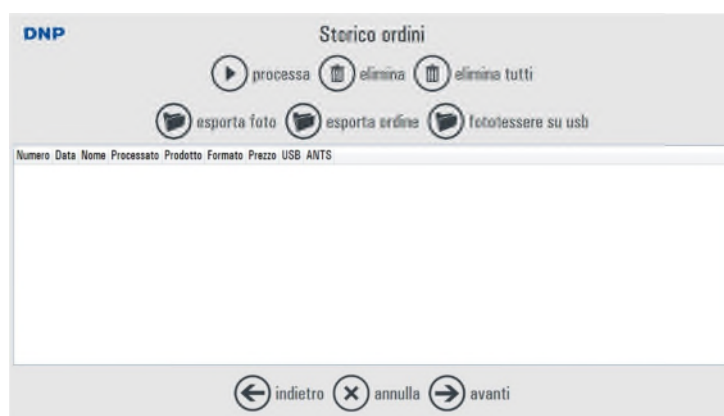 DNP
Storico ordini
processa elimina elimina tutti
esporta foto esporta ordine fototessere su usb
Numero Data Nome Processato Prodotto Formato Prezzo USB ANTS
indietro annulla avanti